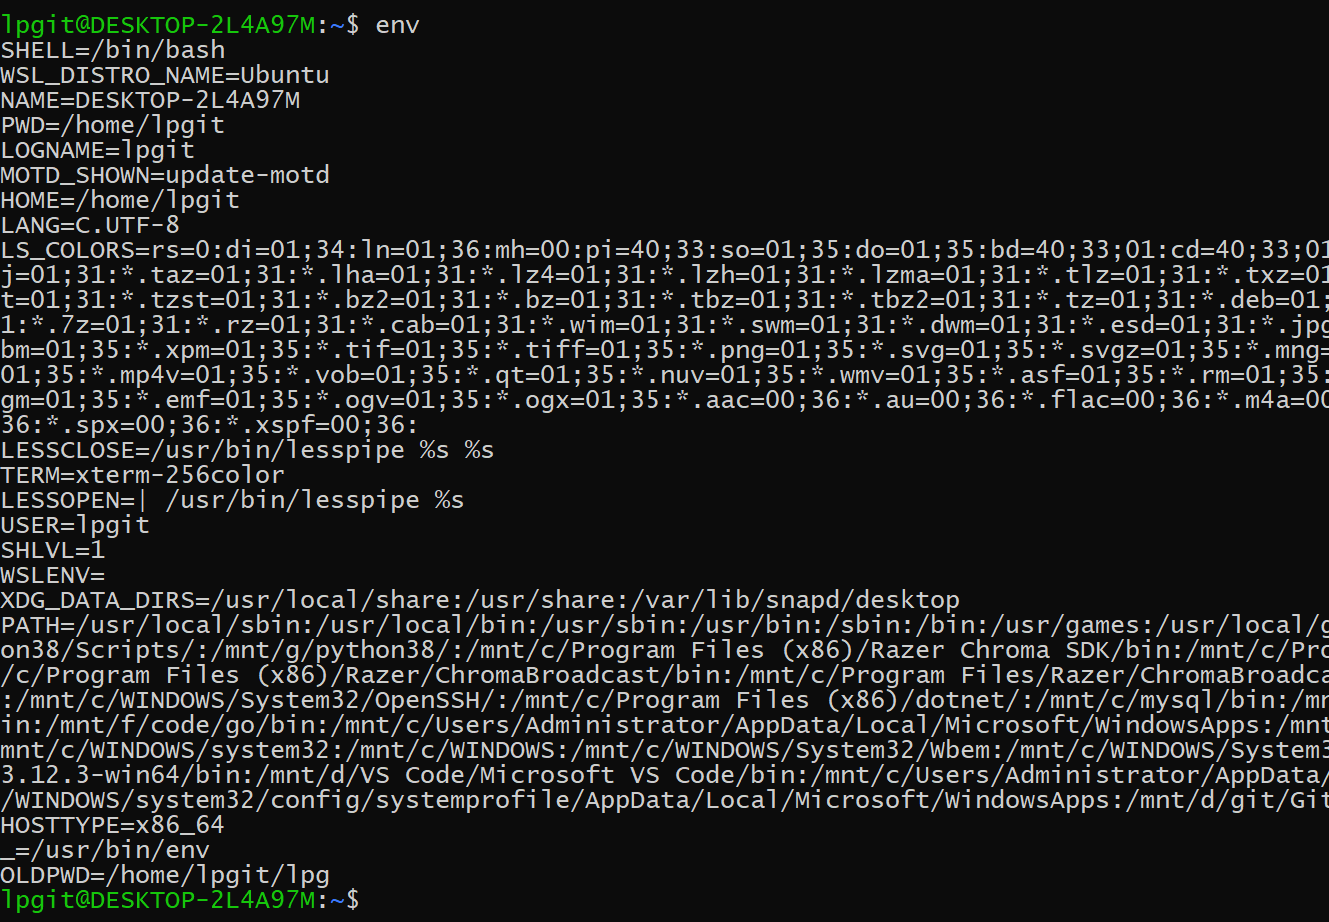 lpgit@DESKTOP-2L4A97M:~$ env
SHELL=/bin/bash
WSL_DISTRO_NAME=Ubuntu
NAME=DESKTOP-2L4A97M
PWD=/home/lpgit
LOGNAME=lpgit
MOTD_SHOWN=update-motd
HOME=/home/lpgit
LANG=C.UTF-8
LS_COLORS=rs=0:di=01;34:ln=01;36:mh=00:pi=40;33:so=01;35:do=01;35:bd=40;33;01:cd=40;33;01
j=01;31:*.taz=01;31:*.lha=01;31:*.lz4=01;31:*.lzh=01;31:*.lzma=01;31:*.tlz=01;31:*.txz=01
t=01;31:*.tzst=01;31:*.bz2=01;31:*.bz=01;31:*.tbz=01;31:*.tbz2=01;31:*.tz=01;31:*.deb=01;
1:*.7z=01;31:*.rz=01;31:*.cab=01;31:*.wim=01;31:*.swm=01;31:*.dwm=01;31:*.esd=01;31:*.jpg
bm=01;35:*.xpm=01;35:*.tif=01;35:*.tiff=01;35:*.png=01;35:*.svg=01;35:*.svgz=01;35:*.mng=
01;35:*.mp4v=01;35:*.vob=01;35:*.qt=01;35:*.nuv=01;35:*.wmv=01;35:*.asf=01;35:*.rm=01;35:
gm=01;35:*.emf=01;35:*.ogv=01;35:*.ogx=01;35:*.aac=00;36:*.au=00;36:*.flac=00;36:*.m4a=00
36:*.spx=00;36:*.xspf=00;36:
LESSCLOSE=/usr/bin/lesspipe %s %s
TERM=xterm-256color
LESSOPEN=| /usr/bin/lesspipe %s
USER=lpgit
SHLVL=1
WSLENV=
XDG_DATA_DIRS=/usr/local/share:/usr/share:/var/lib/snapd/desktop
PATH=/usr/local/sbin:/usr/local/bin:/usr/sbin:/usr/bin:/sbin:/bin:/usr/games:/usr/local/g
on38/Scripts/:/mnt/g/python38/:/mnt/c/Program Files (x86)/Razer Chroma SDK/bin:/mnt/c/Pro
/c/Program Files (x86)/Razer/ChromaBroadcast/bin:/mnt/c/Program Files/Razer/ChromaBroadca
:/mnt/c/WINDOWS/System32/OpenSSH/:/mnt/c/Program Files (x86)/dotnet/:/mnt/c/mysql/bin:/mn
in:/mnt/f/code/go/bin:/mnt/c/Users/Administrator/AppData/Local/Microsoft/WindowsApps:/mnt
mnt/c/WINDOWS/system32:/mnt/c/WINDOWS:/mnt/c/WINDOWS/System32/Wbem:/mnt/c/WINDOWS/System3
3.12.3-win64/bin:/mnt/d/VS Code/Microsoft VS Code/bin:/mnt/c/Users/Administrator/AppData/
/WINDOWS/system32/config/systemprofile/AppData/Local/Microsoft/WindowsApps:/mnt/d/git/Git
HOSTTYPE=x86_64
_=/usr/bin/env
OLDPWD=/home/lpgit/lpg
lpgit@DESKTOP-2L4A97M:~$